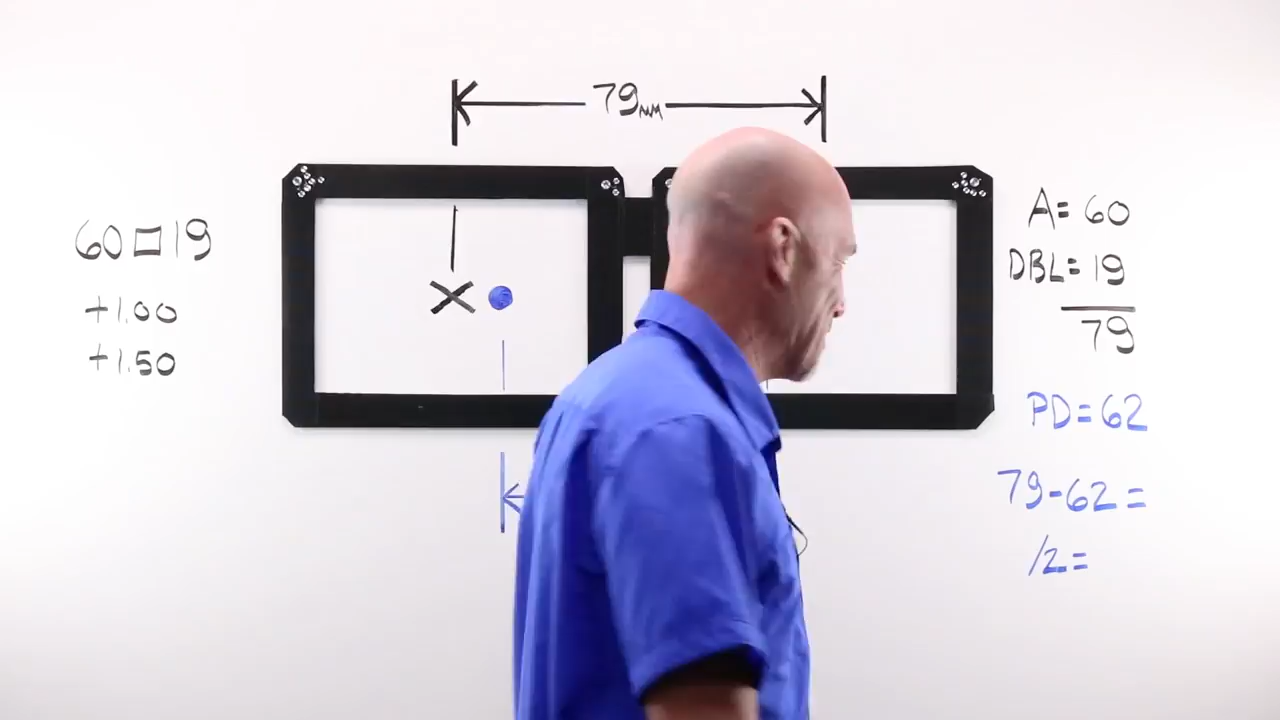 79mm
60□19
+1.00
+1.50
A=60
DBL=19
79
PD=62
79-62=
/2=